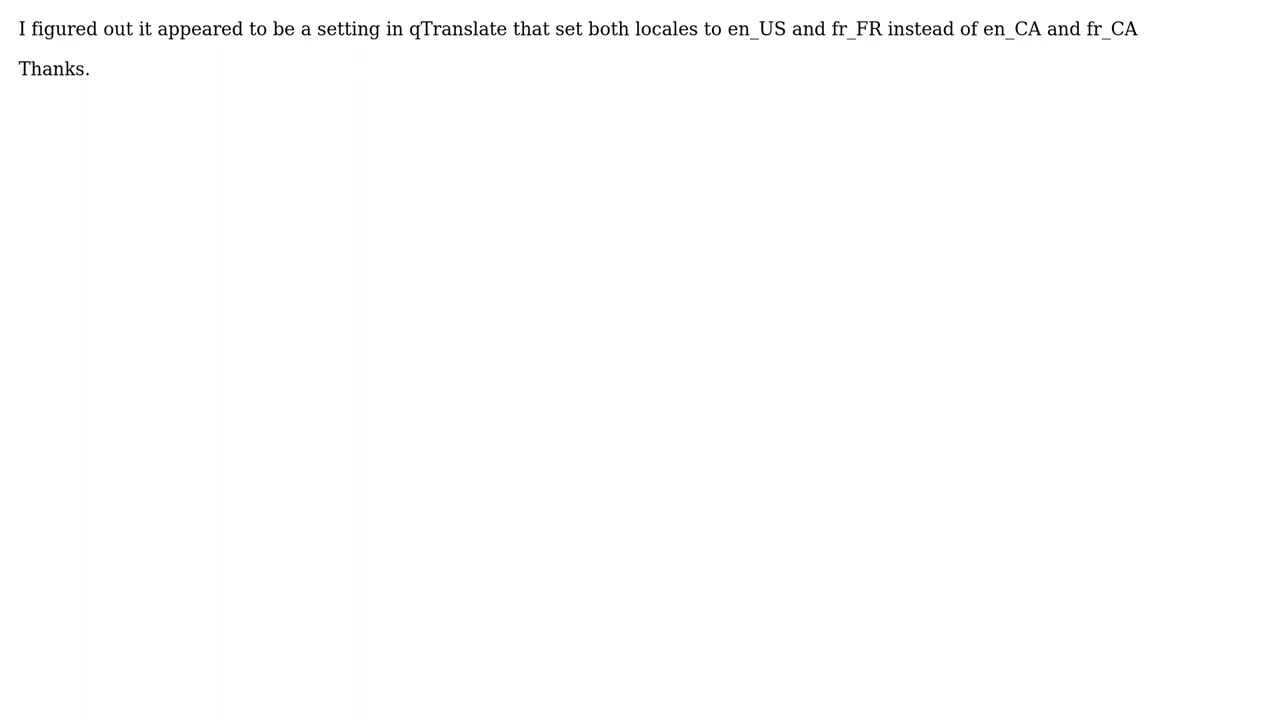 I figured out it appeared to be a setting in qTranslate that set both locales to en_US and fr_FR instead of en_CA and fr_CA
Thanks.